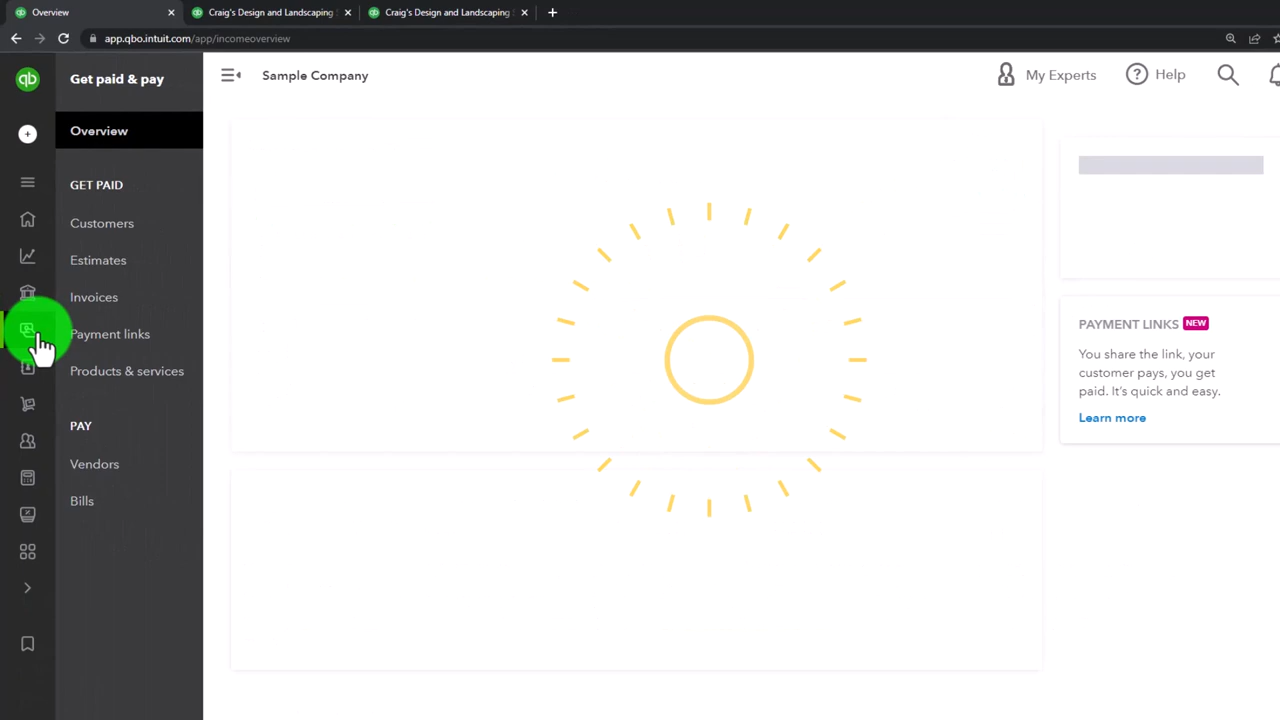 Overview
Craig's Design and Landscaping
Craig's Design and Landscaping
app.qbo.intuit.com/app/incomeoverview
qb
Get paid & pay
Sample Company
My Experts
Help
Overview
GET PAID
Customers
Estimates
Invoices
Payment links
Products & services
PAY
Vendors
Bills
PAYMENT LINKS NEW
You share the link, your
customer pays, you get
paid. It's quick and easy.
Learn more